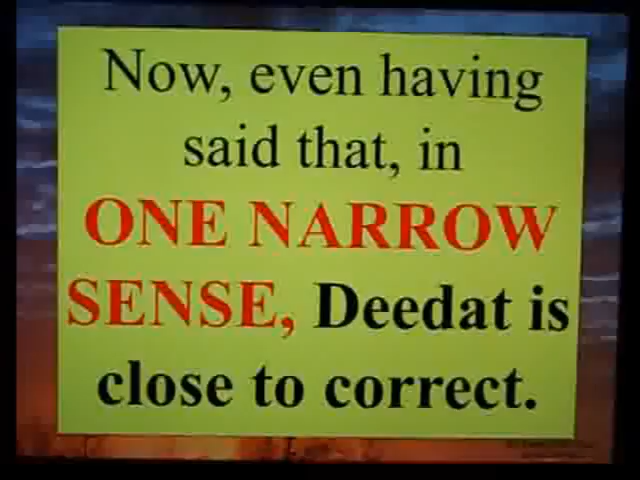 Now, even having
said that, in
ONE NARROW
SENSE, Deedat is
close to correct.